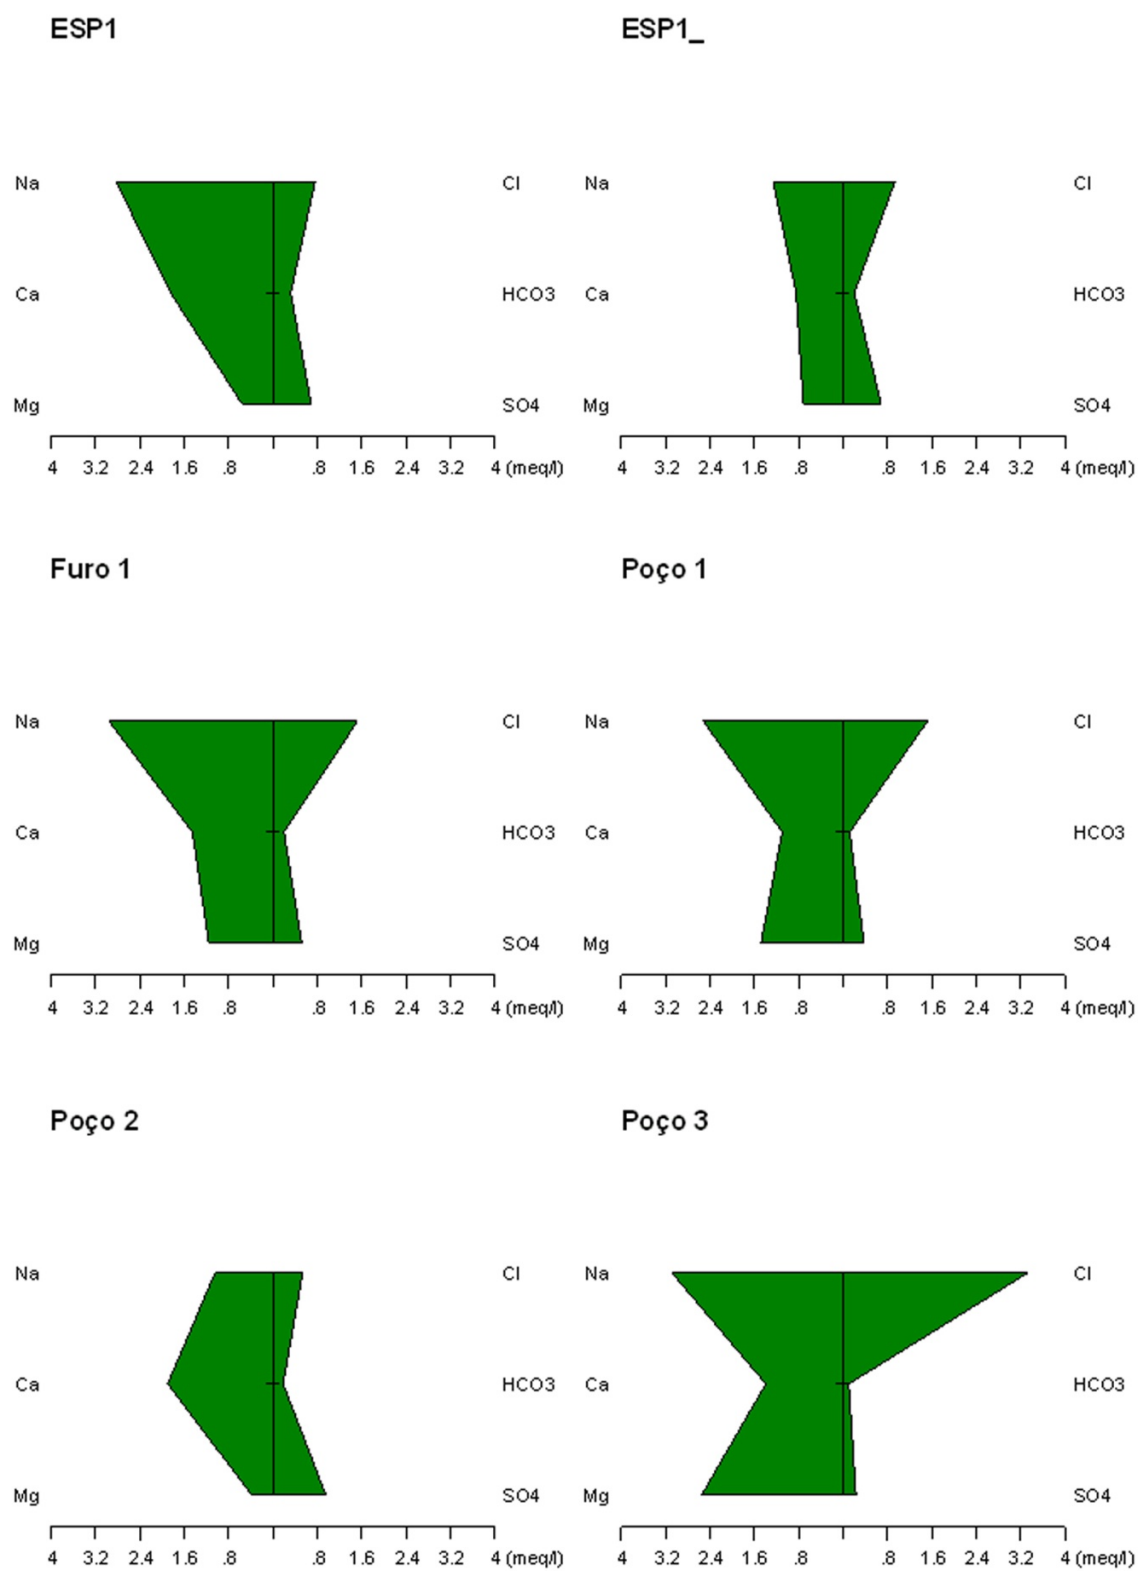 ESP1 ESP1_
Na Cl Na Cl
Ca HCO3 Ca HCO3
Mg SO4 Mg SO4
4 3.2 2.4 1.6 .8 .8 1.6 2.4 3.2 4 (meq/l) 4 3.2 2.4 1.6 .8 .8 1.6 2.4 3.2 4 (meq/l)
Furo 1 Poço 1
Na Cl Na Cl
Ca HCO3 Ca HCO3
Mg SO4 Mg SO4
4 3.2 2.4 1.6 .8 .8 1.6 2.4 3.2 4 (meq/l) 4 3.2 2.4 1.6 .8 .8 1.6 2.4 3.2 4 (meq/l)
Poço 2 Poço 3
Na Cl Na Cl
Ca HCO3 Ca HCO3
Mg SO4 Mg SO4
4 3.2 2.4 1.6 .8 .8 1.6 2.4 3.2 4 (meq/l) 4 3.2 2.4 1.6 .8 .8 1.6 2.4 3.2 4 (meq/l)